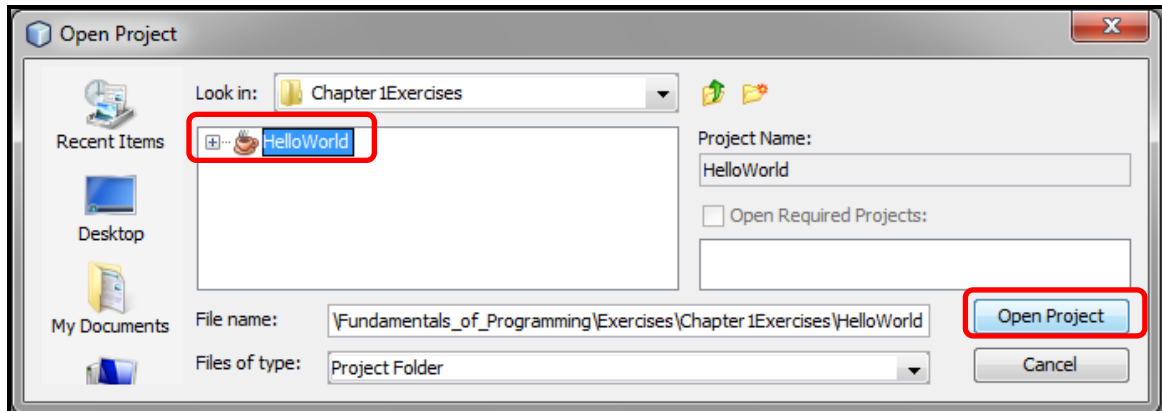 Open Project
Look in: Chapter1Exercises
Recent Items
HelloWorld
Project Name:
HelloWorld
Open Required Projects:
Desktop
My Documents
File name: \Fundamentals_of_Programming\Exercises\Chapter1Exercises\HelloWorld
Open Project
Files of type: Project Folder
Cancel